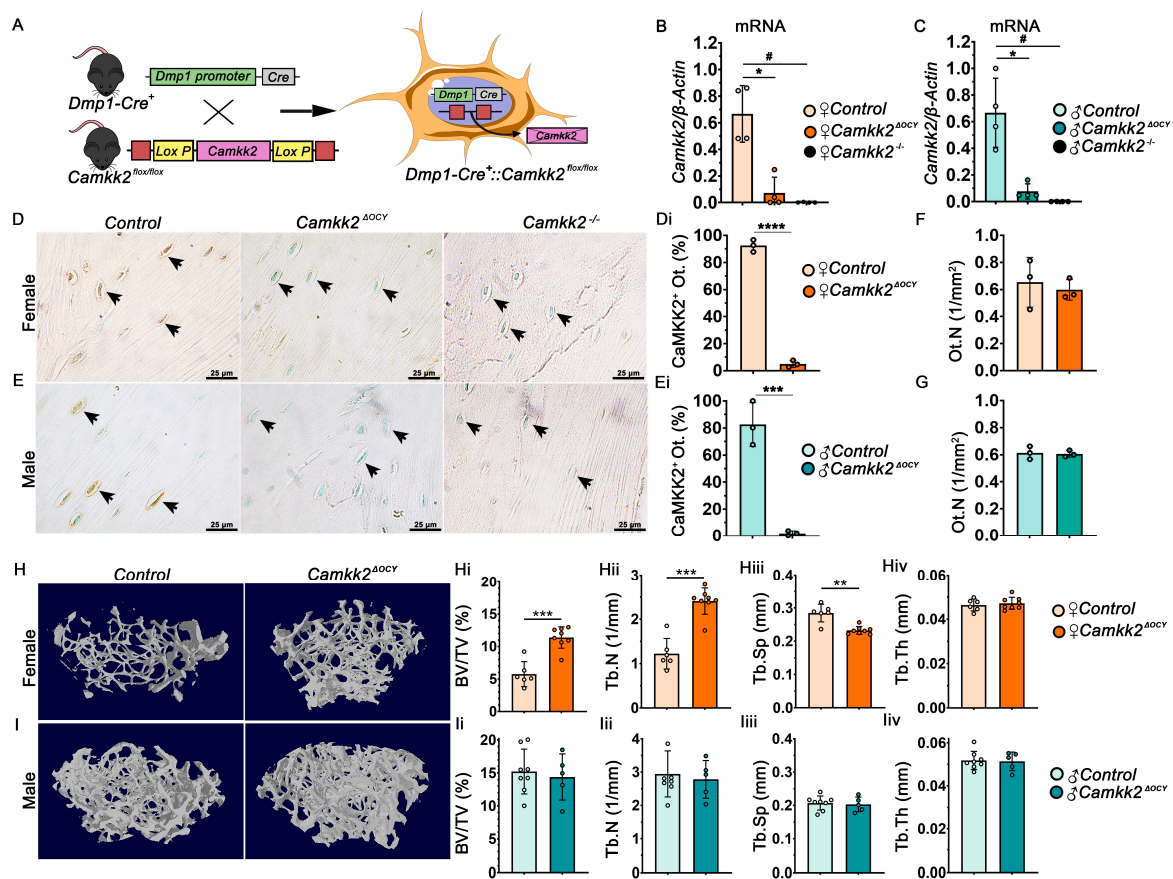 A
Dmp1 promoter
Cre
Dmp1-Cre+
Lox P
Camkk2
Lox P
Camkk2 flox/flox
Dmp1
Cre
Camkk2
Dmp1-Cre+::Camkk2 flox/flox
B
mRNA
#
*
Camkk2/β-Actin
1.2
1.0
0.8
0.6
0.4
0.2
0.0
♀Control
♀Camkk2 ΔOCY
♀Camkk2 -/-
C
mRNA
#
*
Camkk2/β-Actin
1.2
1.0
0.8
0.6
0.4
0.2
0.0
♂Control
♂Camkk2 ΔOCY
♂Camkk2 -/-
D
Control
Camkk2 ΔOCY
Camkk2 -/-
Female
25 µm
25 µm
25 µm
E
Male
25 µm
25 µm
25 µm
Di
****
CaMKK2+ Ot. (%)
100
80
60
40
20
0
♀Control
♀Camkk2 ΔOCY
F
Ot.N (1/mm²)
1.0
0.8
0.6
0.4
0.2
0.0
Ei
***
CaMKK2+ Ot. (%)
100
80
60
40
20
0
♂Control
♂Camkk2 ΔOCY
G
Ot.N (1/mm²)
1.0
0.8
0.6
0.4
0.2
0.0
H
Control
Camkk2 ΔOCY
Female
Hi
***
BV/TV (%)
20
15
10
5
0
Hii
***
Tb.N (1/mm)
3
2
1
0
Hiii
**
Tb.Sp (mm)
0.4
0.3
0.2
0.1
0.0
Hiv
Tb.Th (mm)
0.06
0.04
0.02
0.00
♀Control
♀Camkk2 ΔOCY
I
Male
Ii
BV/TV (%)
20
15
10
5
0
Iii
Tb.N (1/mm)
4
3
2
1
0
Iiii
Tb.Sp (mm)
0.4
0.3
0.2
0.1
0.0
Iiv
Tb.Th (mm)
0.06
0.04
0.02
0.00
♂Control
♂Camkk2 ΔOCY